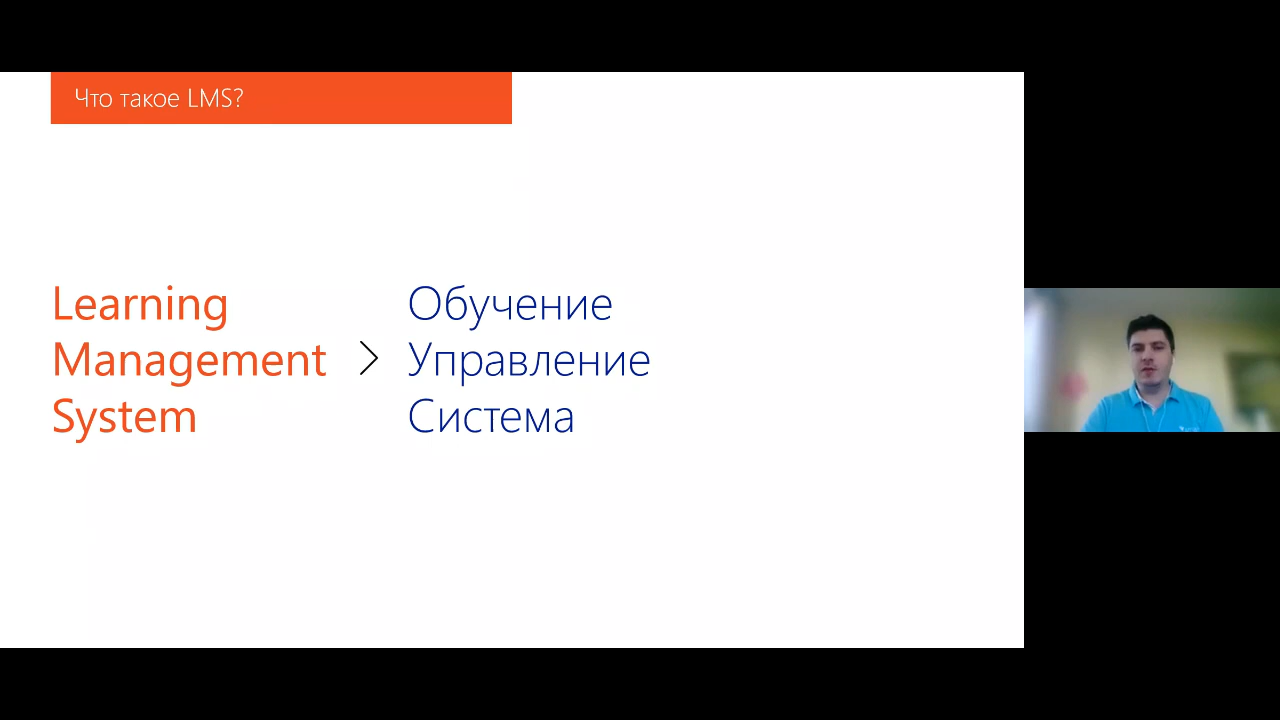 Что такое LMS?
Learning
Management
System
>
Обучение
Управление
Система